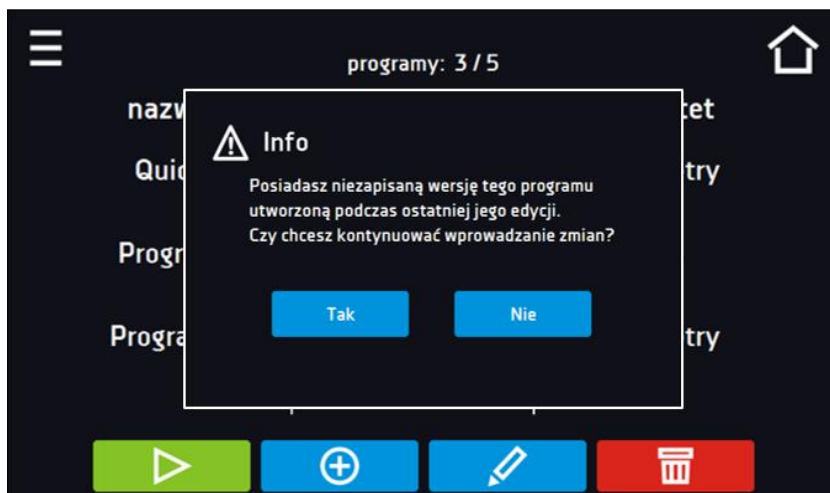 programy: 3 / 5
Info
Posiadasz niezapisaną wersję tego programu
utworzoną podczas ostatniej jego edycji.
Czy chcesz kontynuować wprowadzanie zmian?
Tak
Nie